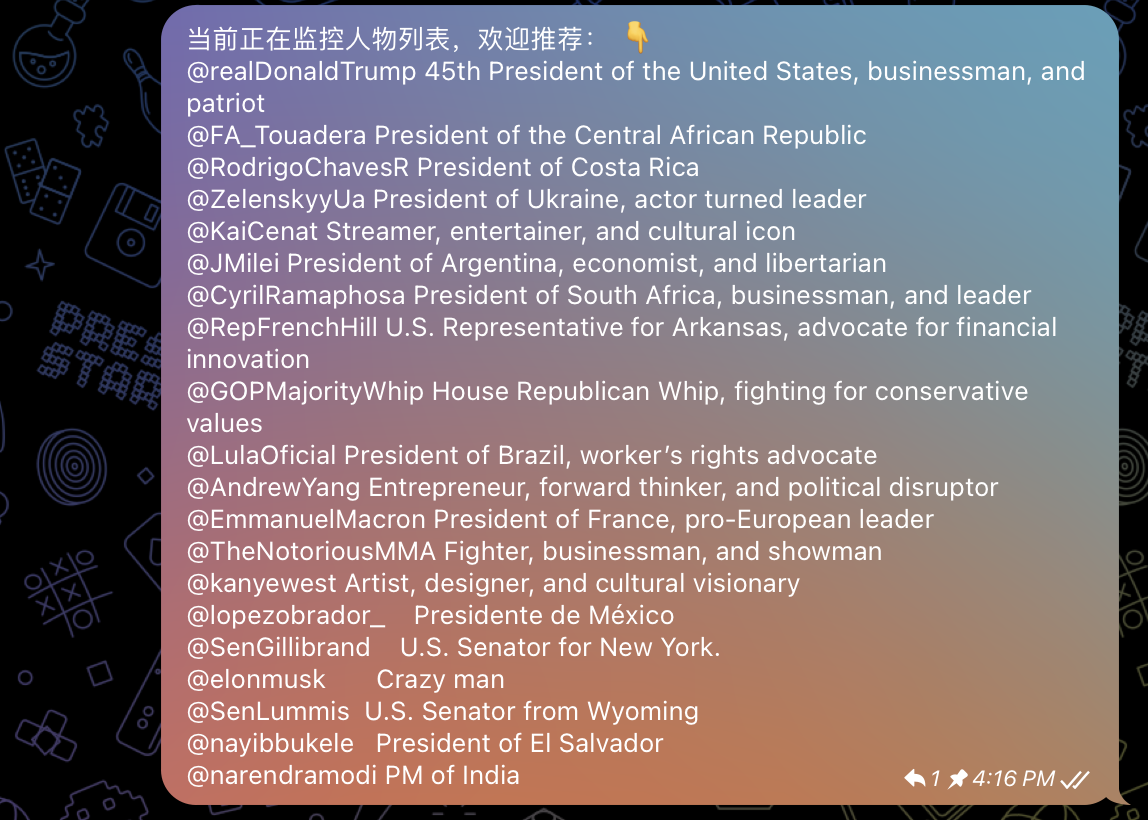 当前正在监控人物列表，欢迎推荐： 👇
@realDonaldTrump 45th President of the United States, businessman, and
patriot
@FA_Touadera President of the Central African Republic
@RodrigoChavesR President of Costa Rica
@ZelenskyyUa President of Ukraine, actor turned leader
@KaiCenat Streamer, entertainer, and cultural icon
@JMilei President of Argentina, economist, and libertarian
@CyrilRamaphosa President of South Africa, businessman, and leader
@RepFrenchHill U.S. Representative for Arkansas, advocate for financial
innovation
@GOPMajorityWhip House Republican Whip, fighting for conservative
values
@LulaOficial President of Brazil, worker’s rights advocate
@AndrewYang Entrepreneur, forward thinker, and political disruptor
@EmmanuelMacron President of France, pro-European leader
@TheNotoriousMMA Fighter, businessman, and showman
@kanyewest Artist, designer, and cultural visionary
@lopezobrador_ Presidente de México
@SenGillibrand U.S. Senator for New York.
@elonmusk Crazy man
@SenLummis U.S. Senator from Wyoming
@nayibbukele President of El Salvador
@narendramodi PM of India
1 4:16 PM